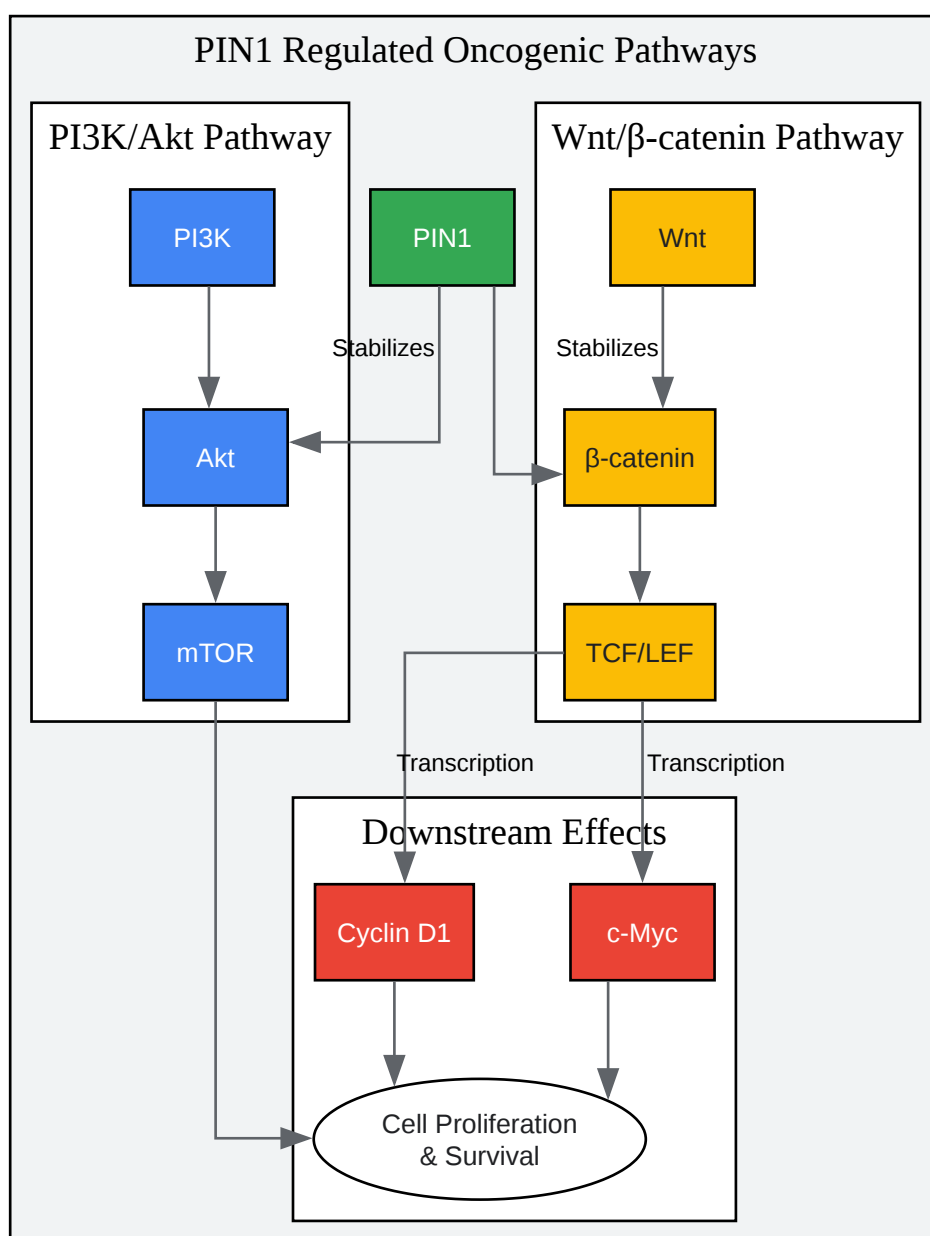 PIN1 Regulated Oncogenic Pathways
PI3K/Akt Pathway
Wnt/β-catenin Pathway
PI3K
PIN1
Wnt
Stabilizes
Stabilizes
Akt
β-catenin
mTOR
TCF/LEF
Transcription
Transcription
Downstream Effects
Cyclin D1
c-Myc
Cell Proliferation
& Survival